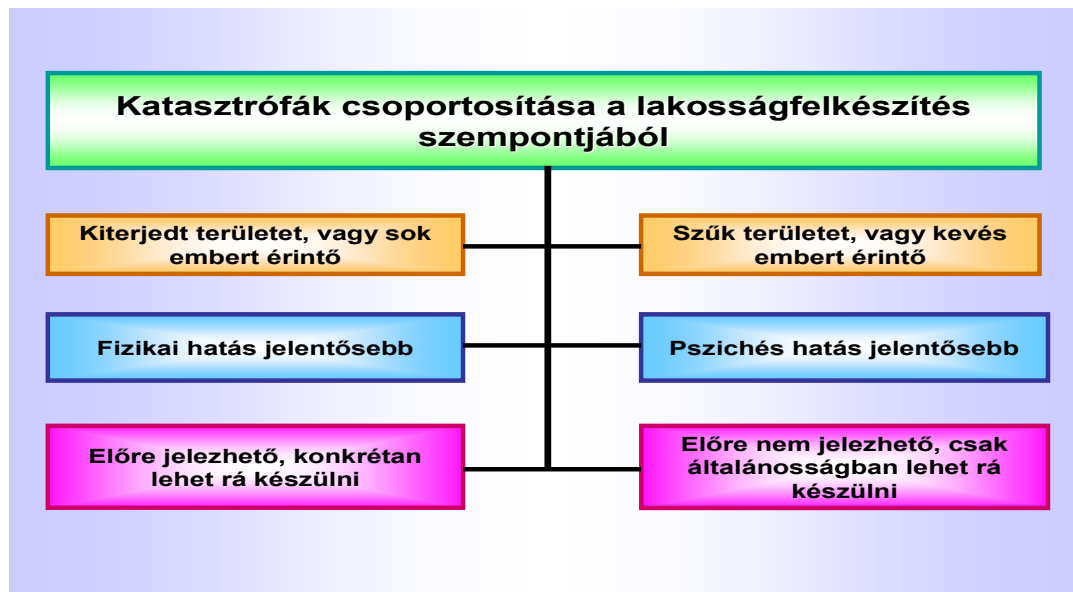 Katasztrófák csoportosítása a lakosságfelkészítés
szempontjából
Kiterjedt területet, vagy sok
embert érintő
Szűk területet, vagy kevés
embert érintő
Fizikai hatás jelentősebb
Pszichés hatás jelentősebb
Előre jelezhető, konkrétan
lehet rá készülni
Előre nem jelezhető, csak
általánosságban lehet rá
készülni